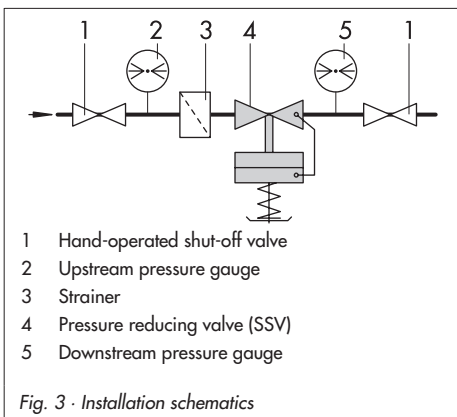 1 2 3 4 5 1
1 Hand-operated shut-off valve
2 Upstream pressure gauge
3 Strainer
4 Pressure reducing valve (SSV)
5 Downstream pressure gauge
Fig. 3 · Installation schematics